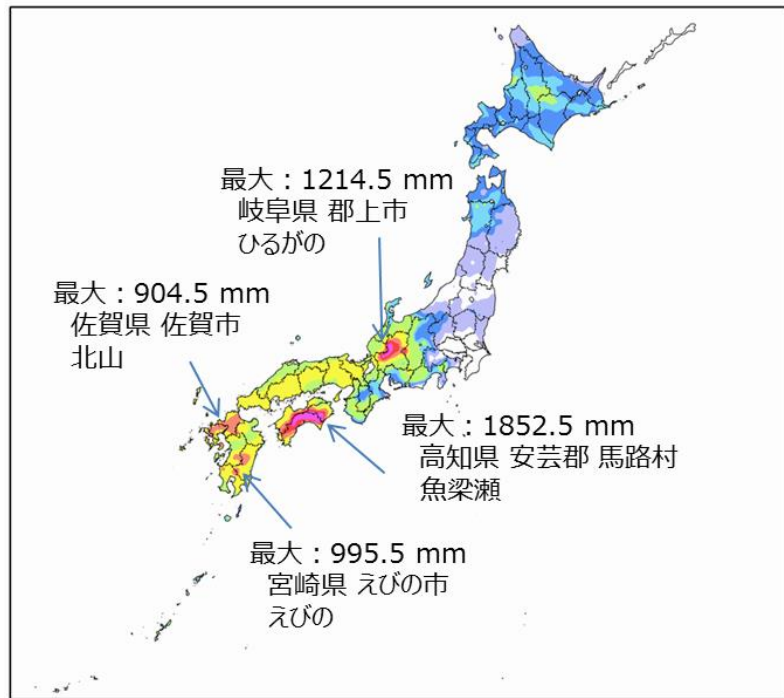 最大：1214.5 mm
岐阜県 郡上市
ひるがの
最大：904.5 mm
佐賀県 佐賀市
北山
最大：1852.5 mm
高知県 安芸郡 馬路村
魚梁瀬
最大：995.5 mm
宮崎県 えびの市
えびの